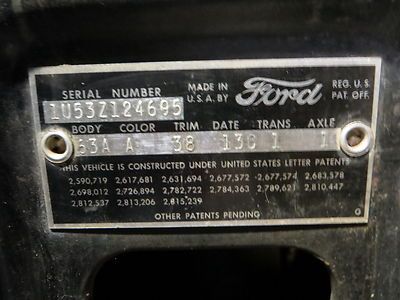 SERIAL NUMBER MADE IN U.S.A. BY Ford REG. U.S. PAT. OFF.
1U53Z124695
BODY COLOR TRIM DATE TRANS AXLE
63A A 38 13C 1
THIS VEHICLE IS CONSTRUCTED UNDER UNITED STATES LETTER PATENTS
2,590,719 2,617,681 2,631,694 2,677,572 2,677,574 2,683,578
2,698,012 2,726,894 2,782,722 2,784,363 2,789,621 2,810,447
2,812,537 2,813,206 2,815,239
OTHER PATENTS PENDING